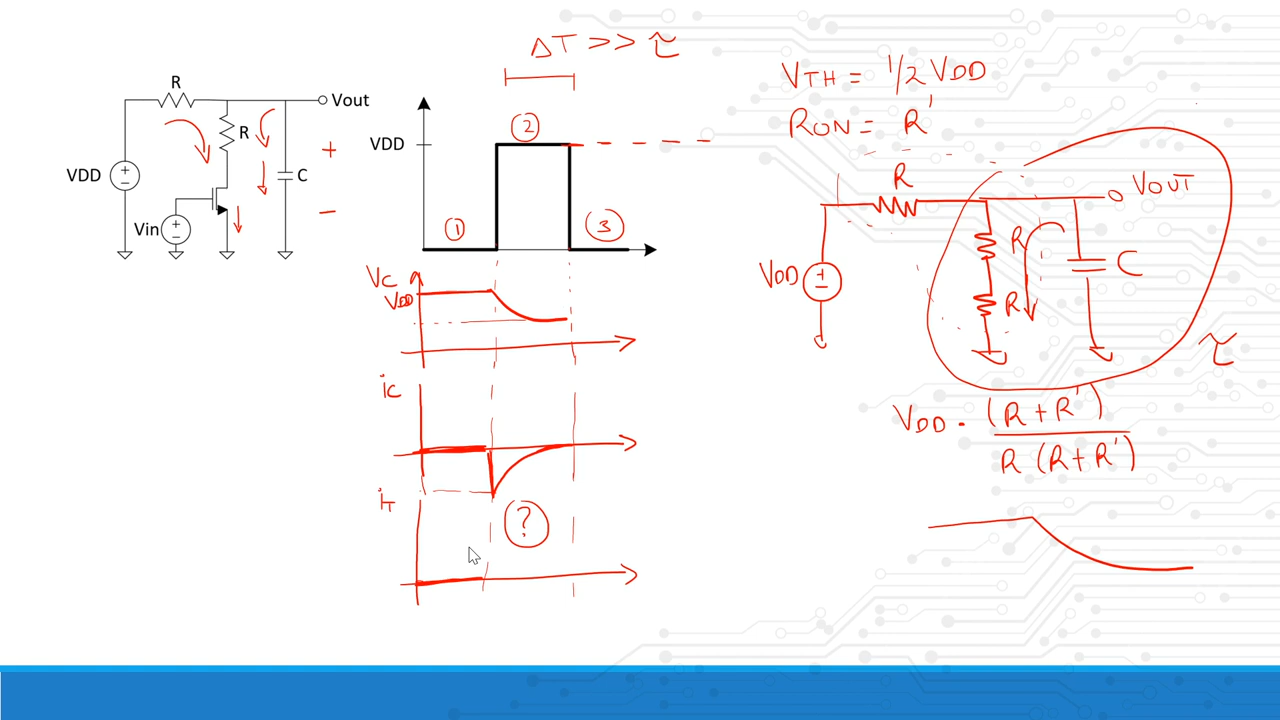 ΔT >> τ
R
Vout
R
VDD
C
Vin
+
−
VDD
①
②
③
VC
VDD
iC
iT
?
VTH = 1/2 VDD
RON = R'
R
VOUT
VDD
R
R
C
τ
VDD · (R + R')
R (R + R')